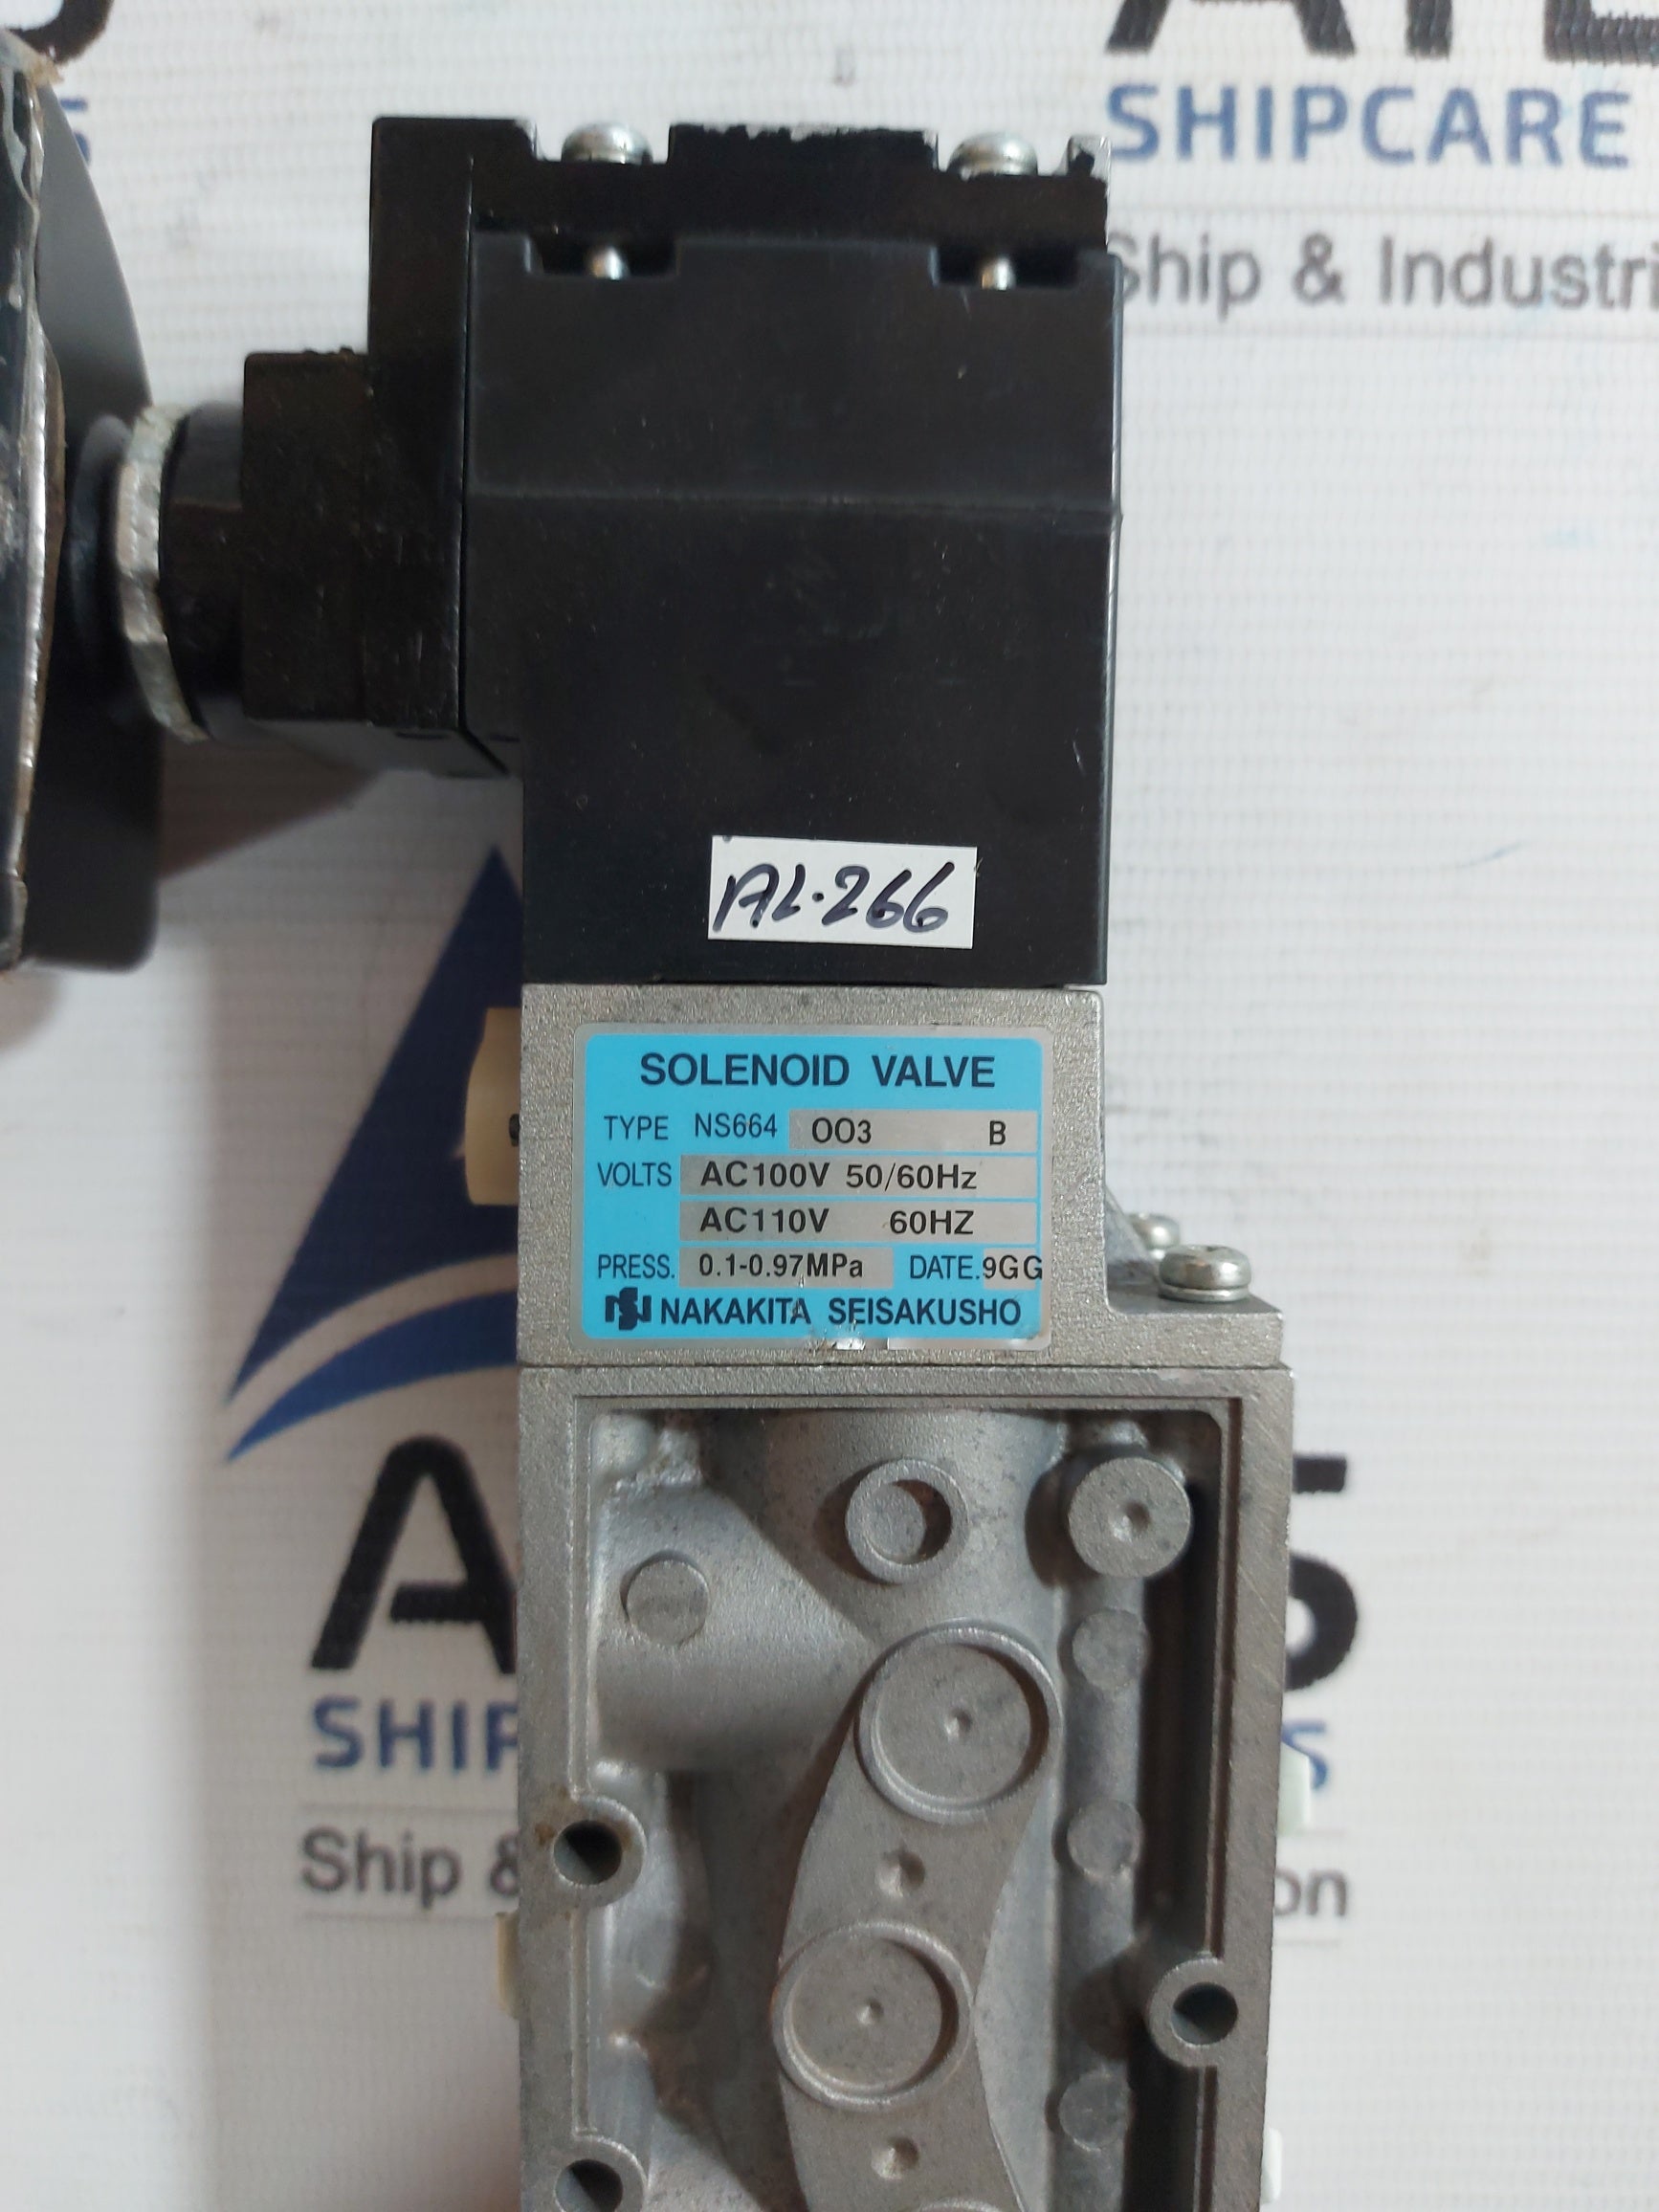 SHIPCARE
Ship & Industri
AL-266
SOLENOID VALVE
TYPE NS664 003 B
VOLTS AC100V 50/60Hz
AC110V 60HZ
PRESS. 0.1-0.97MPa DATE.9GG
NAKAKITA SEISAKUSHO
A S
SHIP S
Ship & on